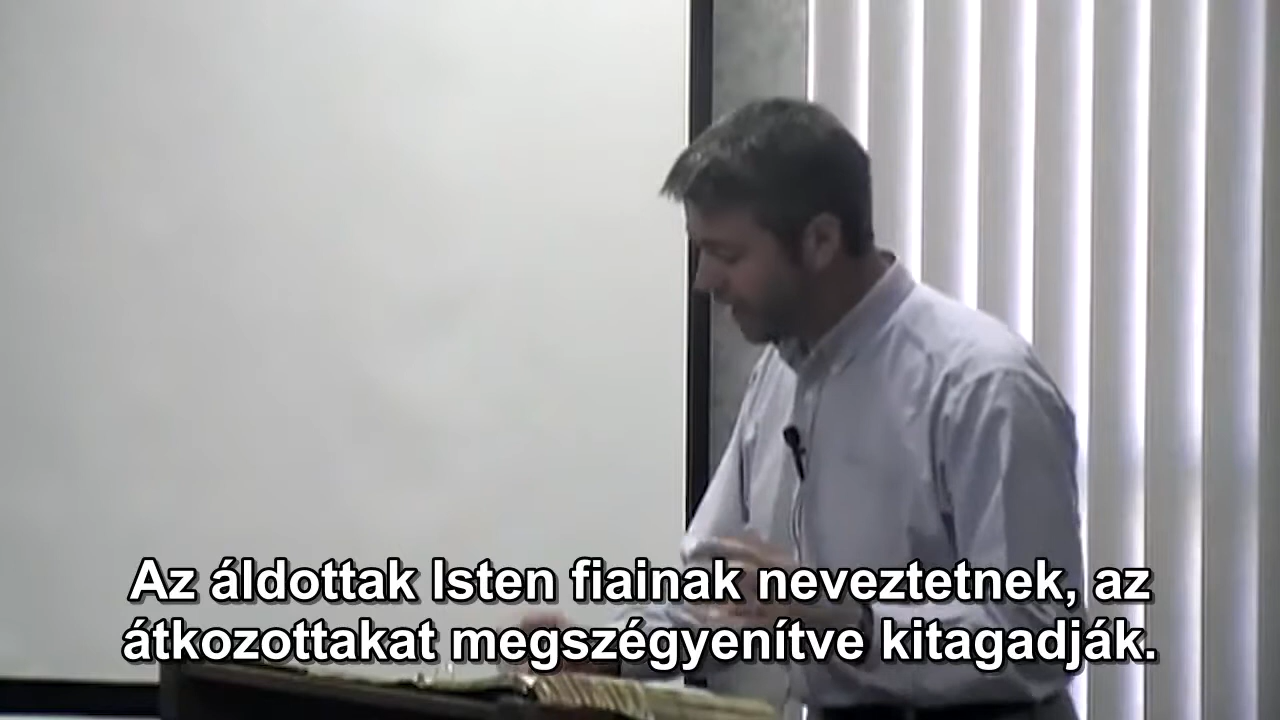 Az áldottak Isten fiainak neveztetnek, az
átkozottakat megszégyenítve kitagadják.